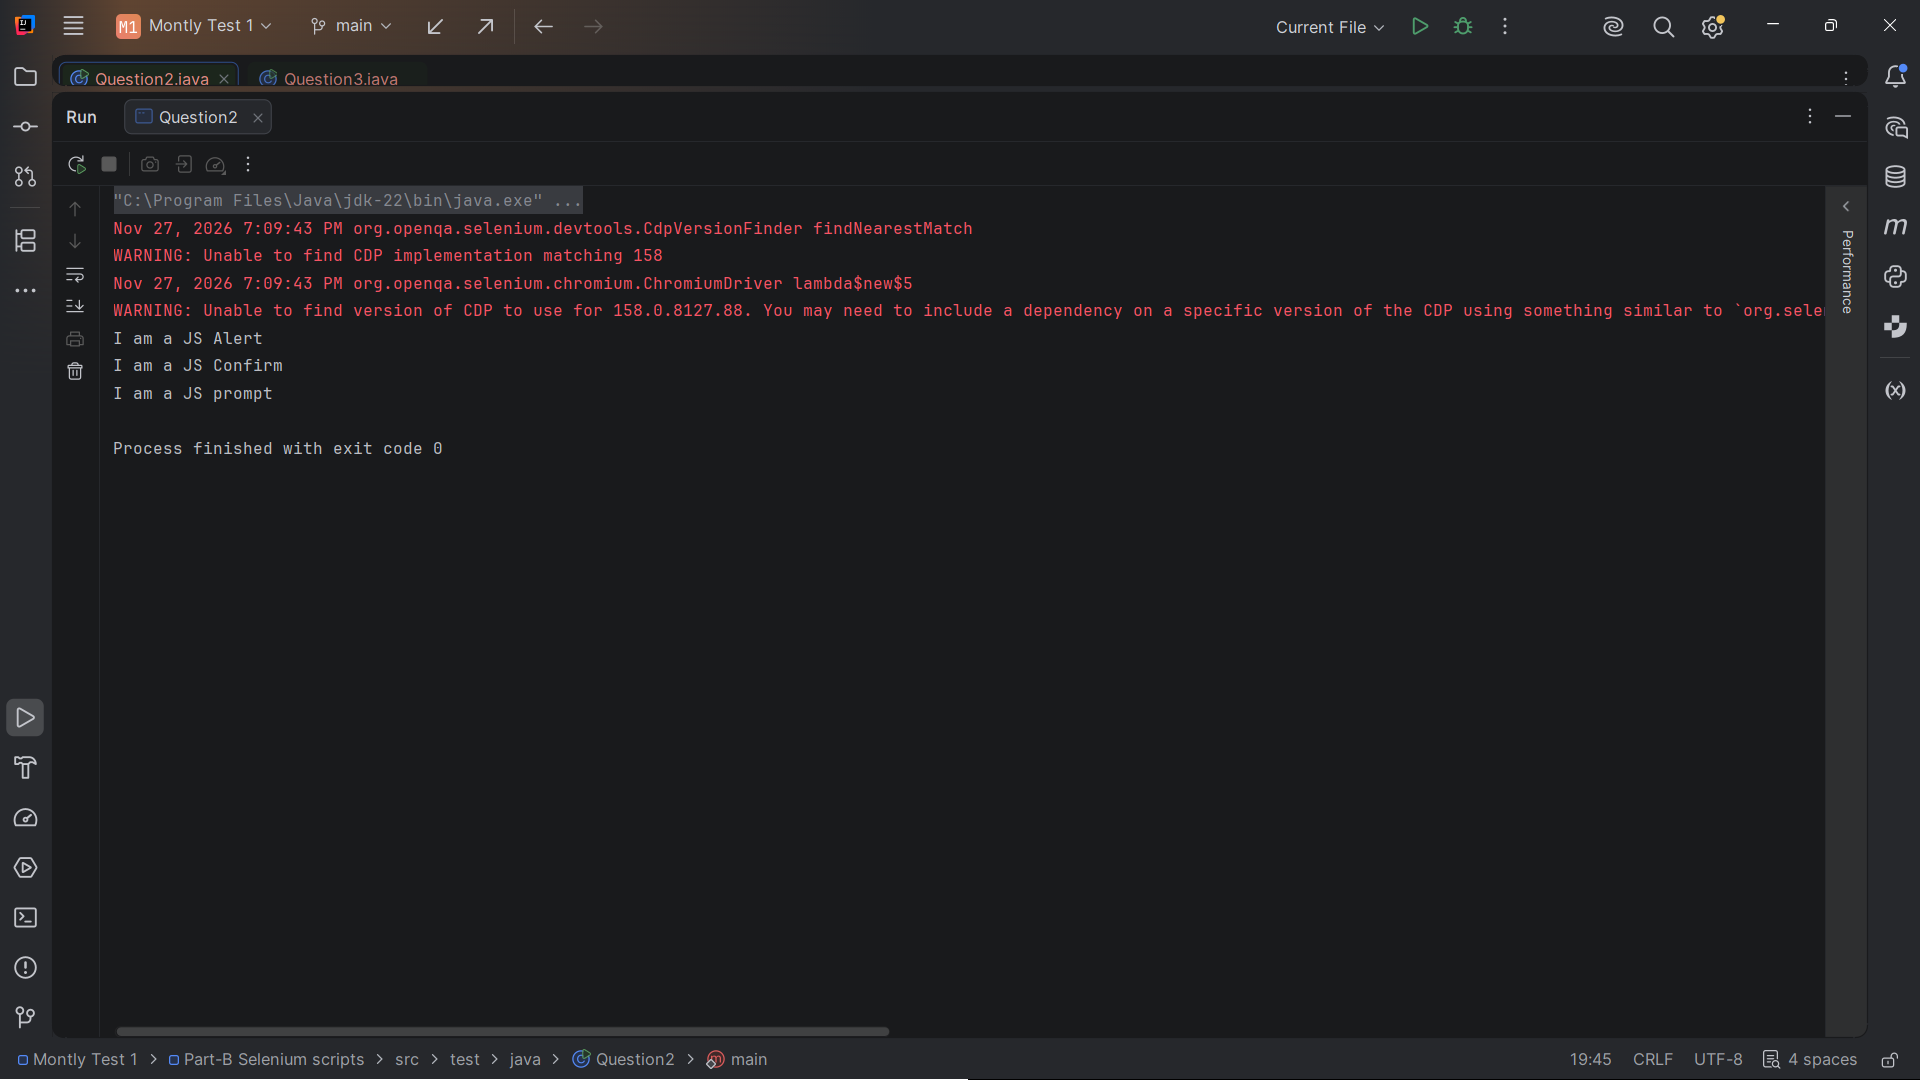 M1 Montly Test 1 main Current File
Question2.java Question3.java
Run Question2
"C:\Program Files\Java\jdk-22\bin\java.exe" ...
Nov 27, 2026 7:09:43 PM org.openqa.selenium.devtools.CdpVersionFinder findNearestMatch
WARNING: Unable to find CDP implementation matching 158
Nov 27, 2026 7:09:43 PM org.openqa.selenium.chromium.ChromiumDriver lambda$new$5
WARNING: Unable to find version of CDP to use for 158.0.8127.88. You may need to include a dependency on a specific version of the CDP using something similar to `org.sele
I am a JS Alert
I am a JS Confirm
I am a JS prompt
Process finished with exit code 0
Performance
Montly Test 1 > Part-B Selenium scripts > src > test > java > Question2 > main 19:45 CRLF UTF-8 4 spaces